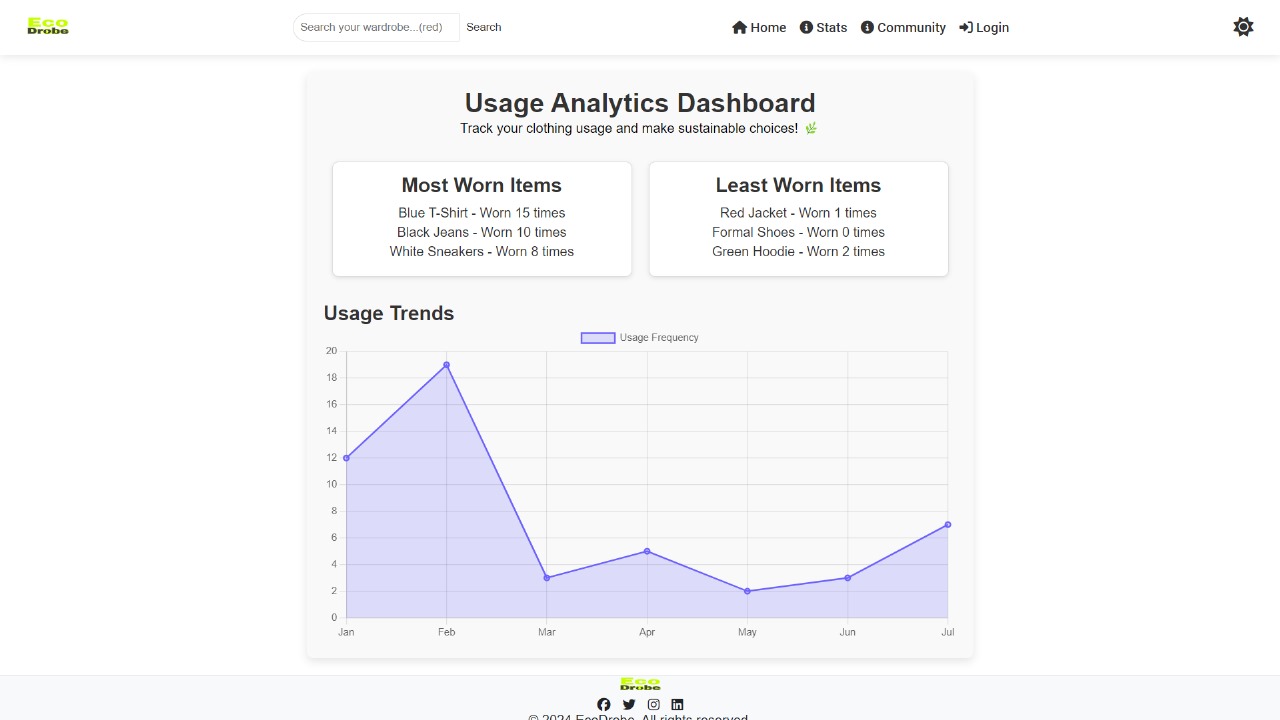 Eco
Drobe
Search your wardrobe...(red)
Search
Home
Stats
Community
Login
Usage Analytics Dashboard
Track your clothing usage and make sustainable choices! 🌿
Most Worn Items
Blue T-Shirt - Worn 15 times
Black Jeans - Worn 10 times
White Sneakers - Worn 8 times
Least Worn Items
Red Jacket - Worn 1 times
Formal Shoes - Worn 0 times
Green Hoodie - Worn 2 times
Usage Trends
Usage Frequency
20
18
16
14
12
10
8
6
4
2
0
Jan Feb Mar Apr May Jun Jul
Eco
Drobe
© 2024 EcoDrobe. All rights reserved.